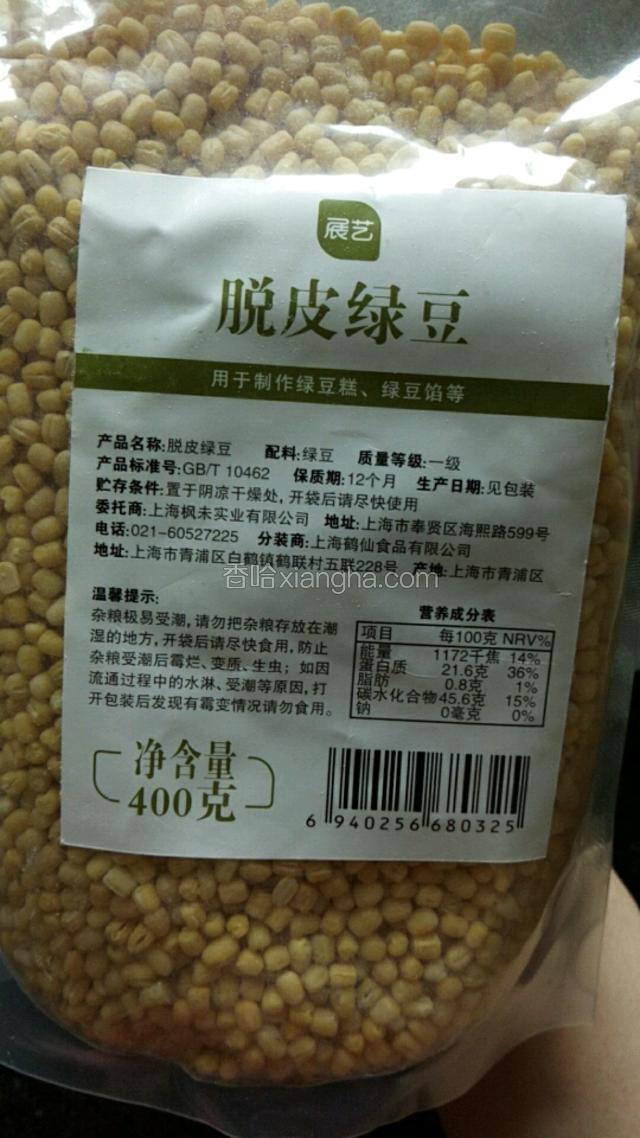 展艺
脱皮绿豆
用于制作绿豆糕、绿豆馅等
产品名称:脱皮绿豆 配料:绿豆 质量等级:一级
产品标准号:GB/T 10462 保质期:12个月 生产日期:见包装
贮存条件:置于阴凉干燥处,开袋后请尽快使用
委托商:上海枫未实业有限公司 地址:上海市奉贤区海熙路599号
电话:021-60527225 分装商:上海鹤仙食品有限公司
地址:上海市青浦区白鹤镇鹤联村五联228号 产地:上海市青浦区
香哈xiangha.com
温馨提示:
杂粮极易受潮,请勿把杂粮存放在潮
湿的地方,开袋后请尽快食用,防止
杂粮受潮后霉烂、变质、生虫;如因
流通过程中的水淋、受潮等原因,打
开包装后发现有霉变情况请勿食用。
营养成分表
项目 每100克 NRV%
能量 1172千焦 14%
蛋白质 21.6克 36%
脂肪 0.8克 1%
碳水化合物 45.6克 15%
钠 0毫克 0%
净含量
400克
6 940256 680325